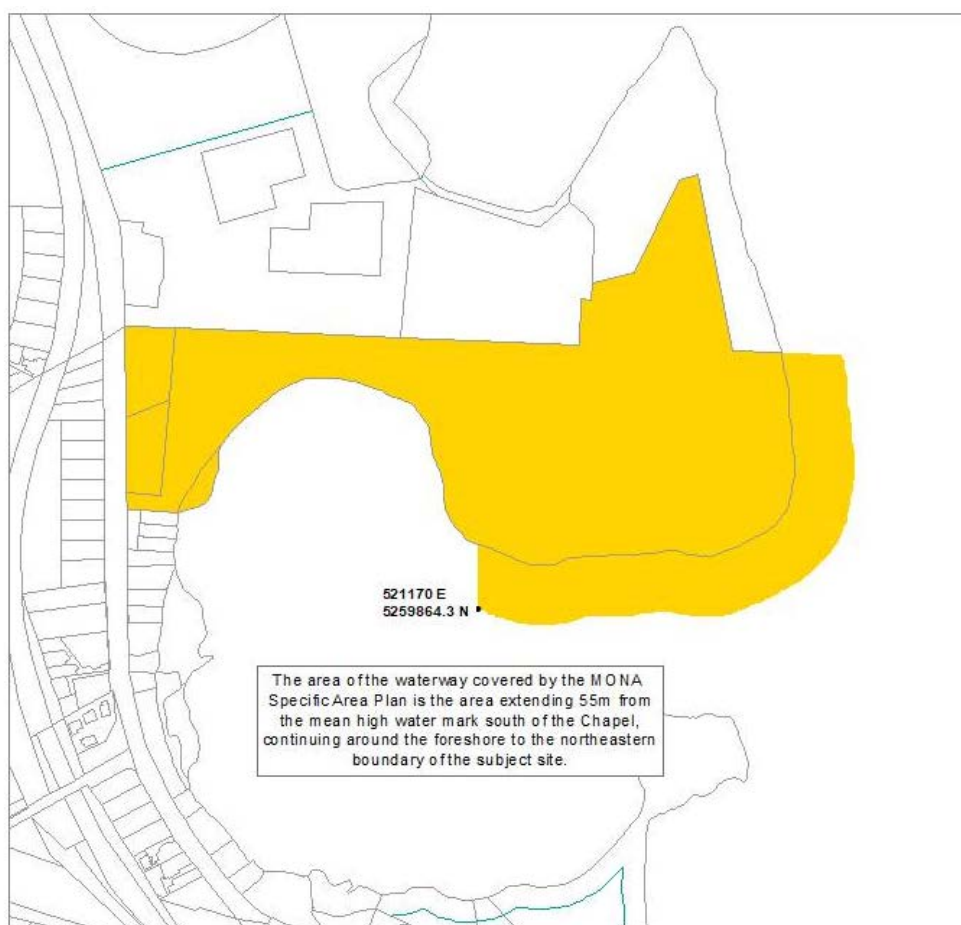 521170 E
5259864.3 N
The area of the waterway covered by the MONA
Specific Area Plan is the area extending 55m from
the mean high water mark south of the Chapel,
continuing around the foreshore to the northeastern
boundary of the subject site.